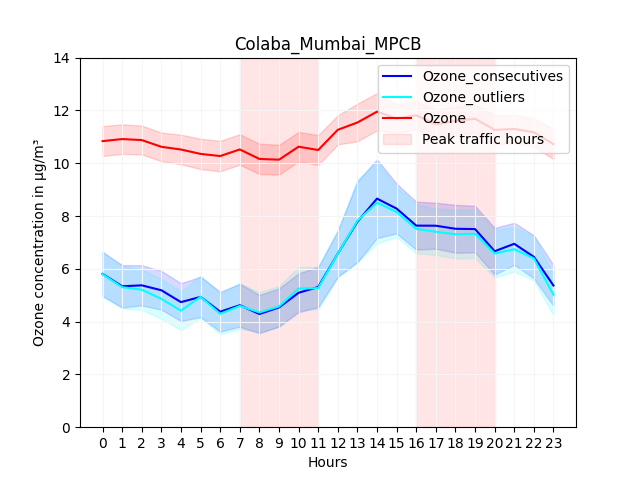 Colaba_Mumbai_MPCB
Ozone concentration in µg/m³
14
12
10
8
6
4
2
0
Ozone_consecutives
Ozone_outliers
Ozone
Peak traffic hours
0 1 2 3 4 5 6 7 8 9 10 11 12 13 14 15 16 17 18 19 20 21 22 23
Hours